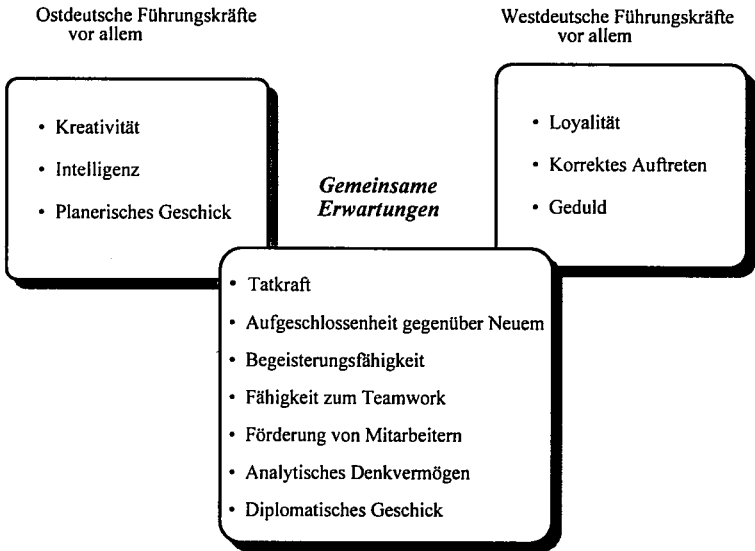 Ostdeutsche Führungskräfte
vor allem
Westdeutsche Führungskräfte
vor allem
• Kreativität
• Intelligenz
• Planerisches Geschick
• Loyalität
• Korrektes Auftreten
• Geduld
Gemeinsame
Erwartungen
• Tatkraft
• Aufgeschlossenheit gegenüber Neuem
• Begeisterungsfähigkeit
• Fähigkeit zum Teamwork
• Förderung von Mitarbeitern
• Analytisches Denkvermögen
• Diplomatisches Geschick